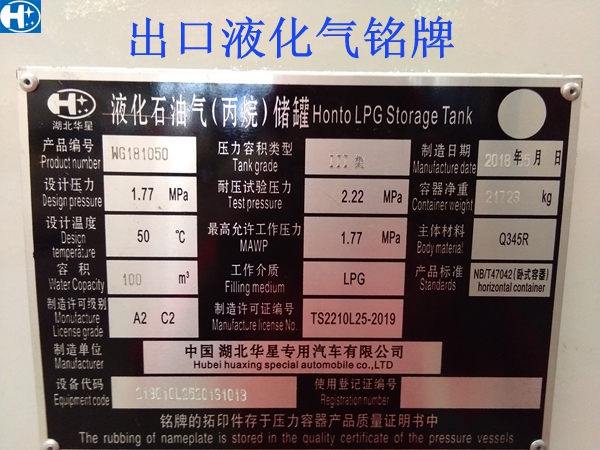 出口液化气铭牌
湖北华星
液化石油气(丙烷)储罐 Honto LPG Storage Tank
产品编号 WG181050 压力容积类型 III类 制造日期 2018年5月 日
Product number Tank grade Manufacture date
设计压力 1.77 MPa 耐压试验压力 2.22 MPa 容器净重 21728 kg
Design pressure Test pressure Container weight
设计温度 50 ℃ 最高允许工作压力 1.77 MPa 主体材料 Q345R
Design temperature MAWP Body material
容 积 100 m³ 工作介质 LPG 产品标准 NB/T47042(卧式容器)
Water Capacity Filling medium Standards horizontal container
制造许可级别 A2 C2 制造许可证编号 TS2210L25-2019
Manufacture License grade Manufacture license No.
制造单位 中国 湖北华星专用汽车有限公司
Manufacturer Hubei huaxing special automobile co.,LTD
设备代码 使用登记证编号
Equipment code Registration number
铭牌的拓印件存于压力容器产品质量证明书中
The rubbing of nameplate is stored in the quality certificate of the pressure vessels